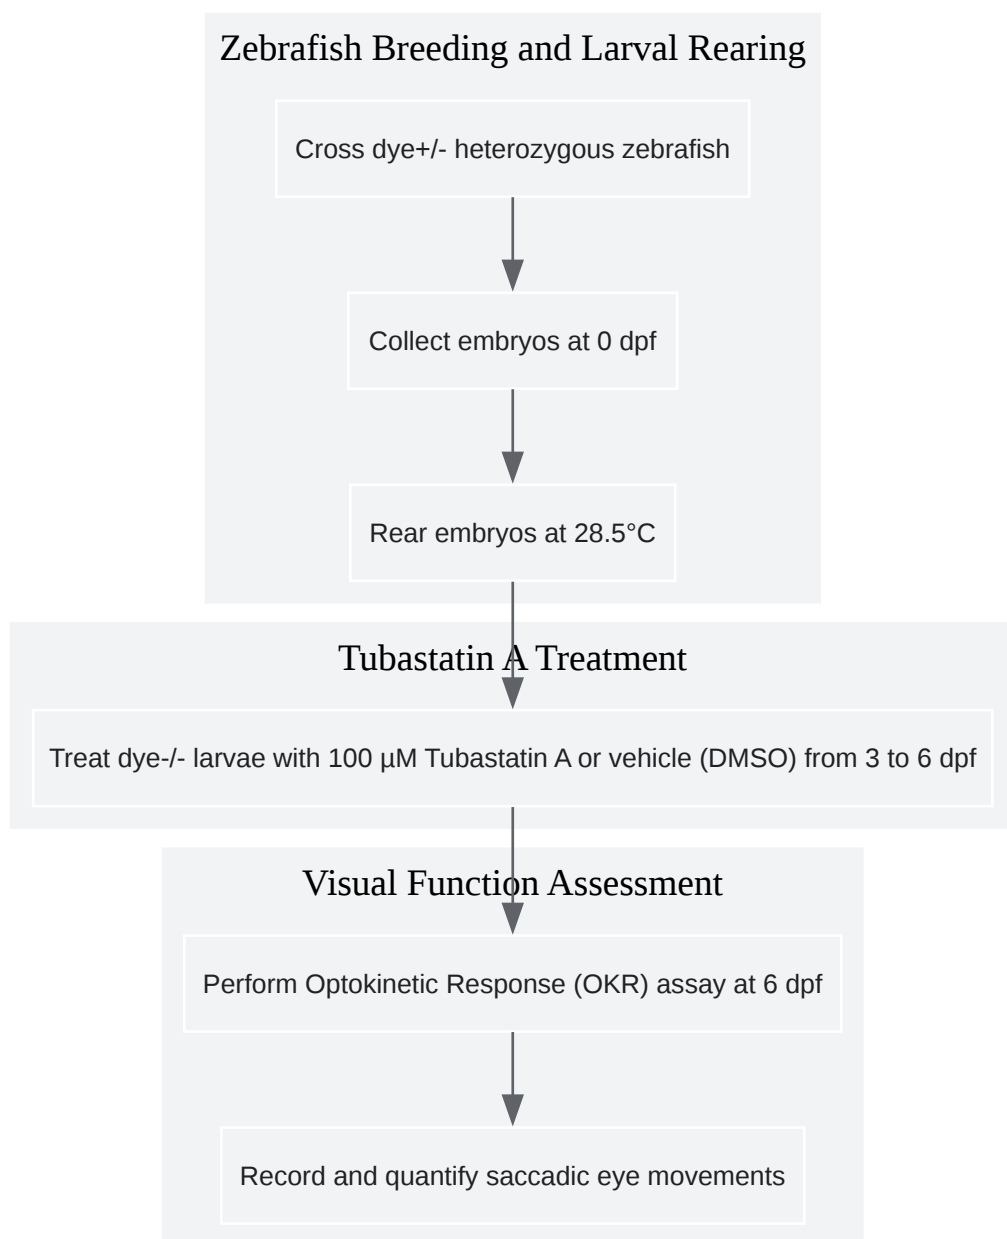 Zebrafish Breeding and Larval Rearing
Cross dye+/- heterozygous zebrafish
Collect embryos at 0 dpf
Rear embryos at 28.5°C
Tubastatin A Treatment
Treat dye-/- larvae with 100 µM Tubastatin A or vehicle (DMSO) from 3 to 6 dpf
Visual Function Assessment
Perform Optokinetic Response (OKR) assay at 6 dpf
Record and quantify saccadic eye movements